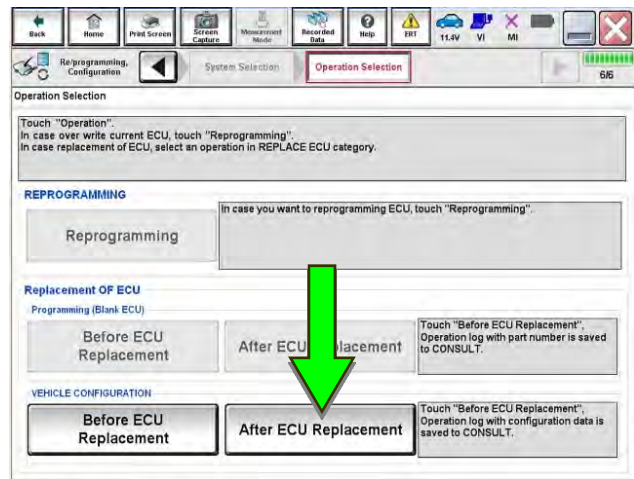 Back Home Print Screen Screen Capture Measurement Mode Recorded Data Help ERT 11.4V VI MI
Re/programming, Configuration System Selection Operation Selection 6/6
Operation Selection
Touch "Operation".
In case over write current ECU, touch "Reprogramming".
In case replacement of ECU, select an operation in REPLACE ECU category.
REPROGRAMMING
Reprogramming
In case you want to reprogramming ECU, touch "Reprogramming".
Replacement OF ECU
Programming (Blank ECU)
Before ECU
Replacement
After ECU lacement
Touch "Before ECU Replacement",
Operation log with part number is saved
to CONSULT.
VEHICLE CONFIGURATION
Before ECU
Replacement
After ECU Replacement
Touch "Before ECU Replacement",
Operation log with configuration data is
saved to CONSULT.